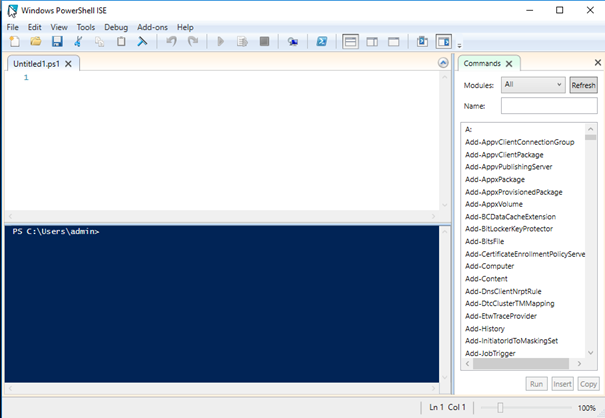 Windows PowerShell ISE
File Edit View Tools Debug Add-ons Help
Untitled1.ps1
1
PS C:\Users\admin>
Commands
Modules: All Refresh
Name:
A:
Add-AppvClientConnectionGroup
Add-AppvClientPackage
Add-AppvPublishingServer
Add-AppxPackage
Add-AppxProvisionedPackage
Add-AppxVolume
Add-BCDataCacheExtension
Add-BitLockerKeyProtector
Add-BitsFile
Add-CertificateEnrollmentPolicyServe
Add-Computer
Add-Content
Add-DnsClientNrptRule
Add-DtcClusterTMMapping
Add-EtwTraceProvider
Add-History
Add-InitiatorIdToMaskingSet
Add-JobTrigger
Run Insert Copy
Ln 1 Col 1 100%